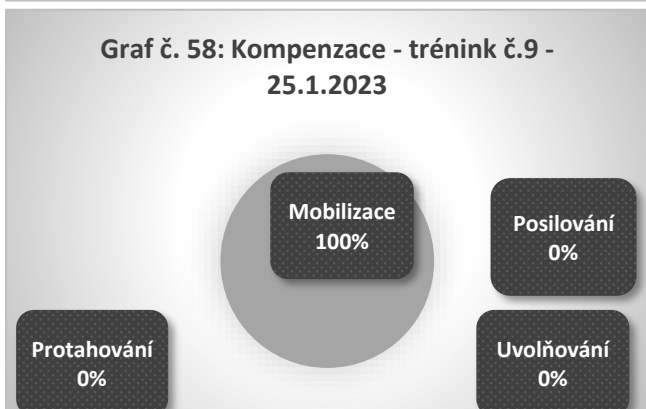 Graf č. 58: Kompenzace - trénink č.9 -
25.1.2023
Mobilizace
100%
Posilování
0%
Protahování
0%
Uvolňování
0%